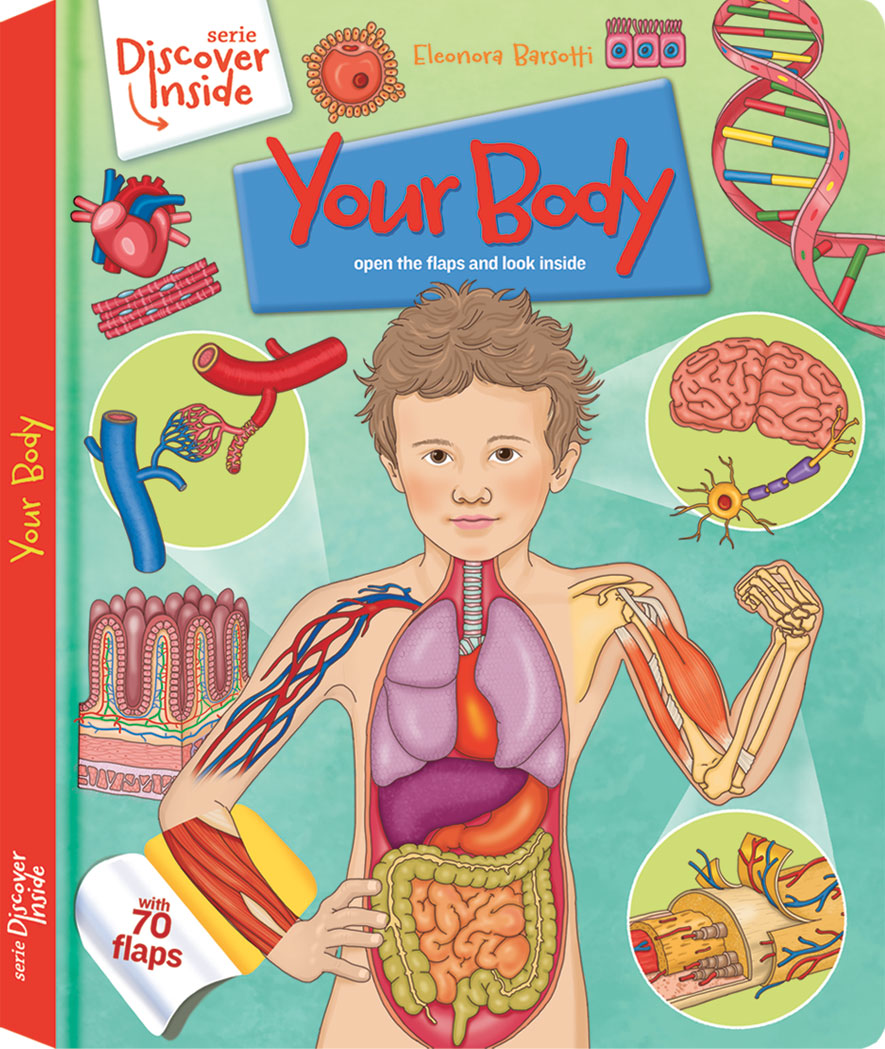 serie
Discover
Inside
Eleonora Barsotti
Your Body
open the flaps and look inside
Your Body
with
70
flaps
serie Discover
Inside